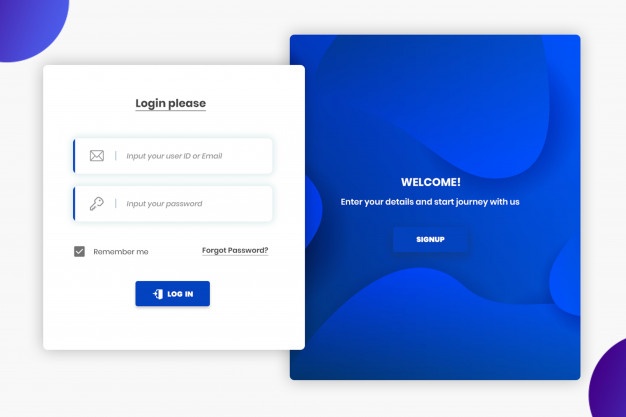 Login please
Input your user ID or Email
Input your password
Remember me
Forgot Password?
LOG IN
WELCOME!
Enter your details and start journey with us
SIGNUP